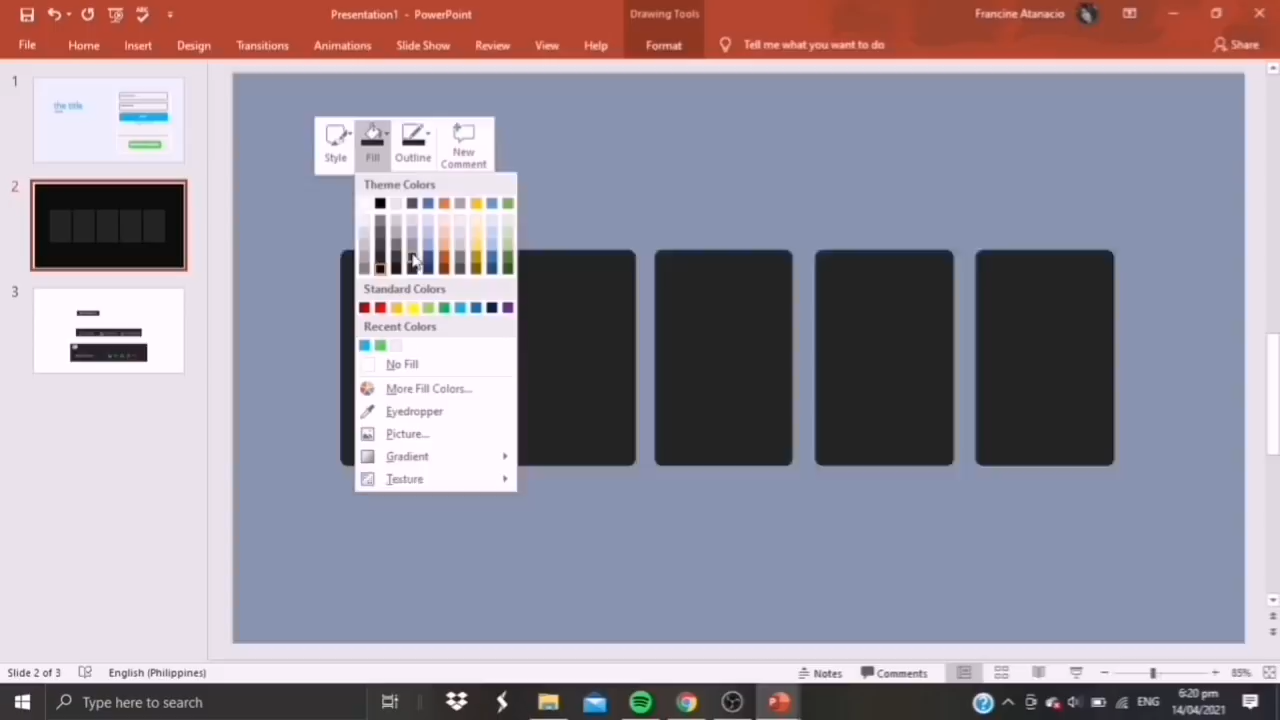 Presentation1 - PowerPoint
Drawing Tools
Francine Atanacio
File Home Insert Design Transitions Animations Slide Show Review View Help Format Tell me what you want to do Share
1
the title
2
3
Style Fill Outline New Comment
Theme Colors
Standard Colors
Recent Colors
No Fill
More Fill Colors...
Eyedropper
Picture...
Gradient
Texture
Slide 2 of 3 English (Philippines) Notes Comments 85%
Type here to search
ENG
6:20 pm
14/04/2021